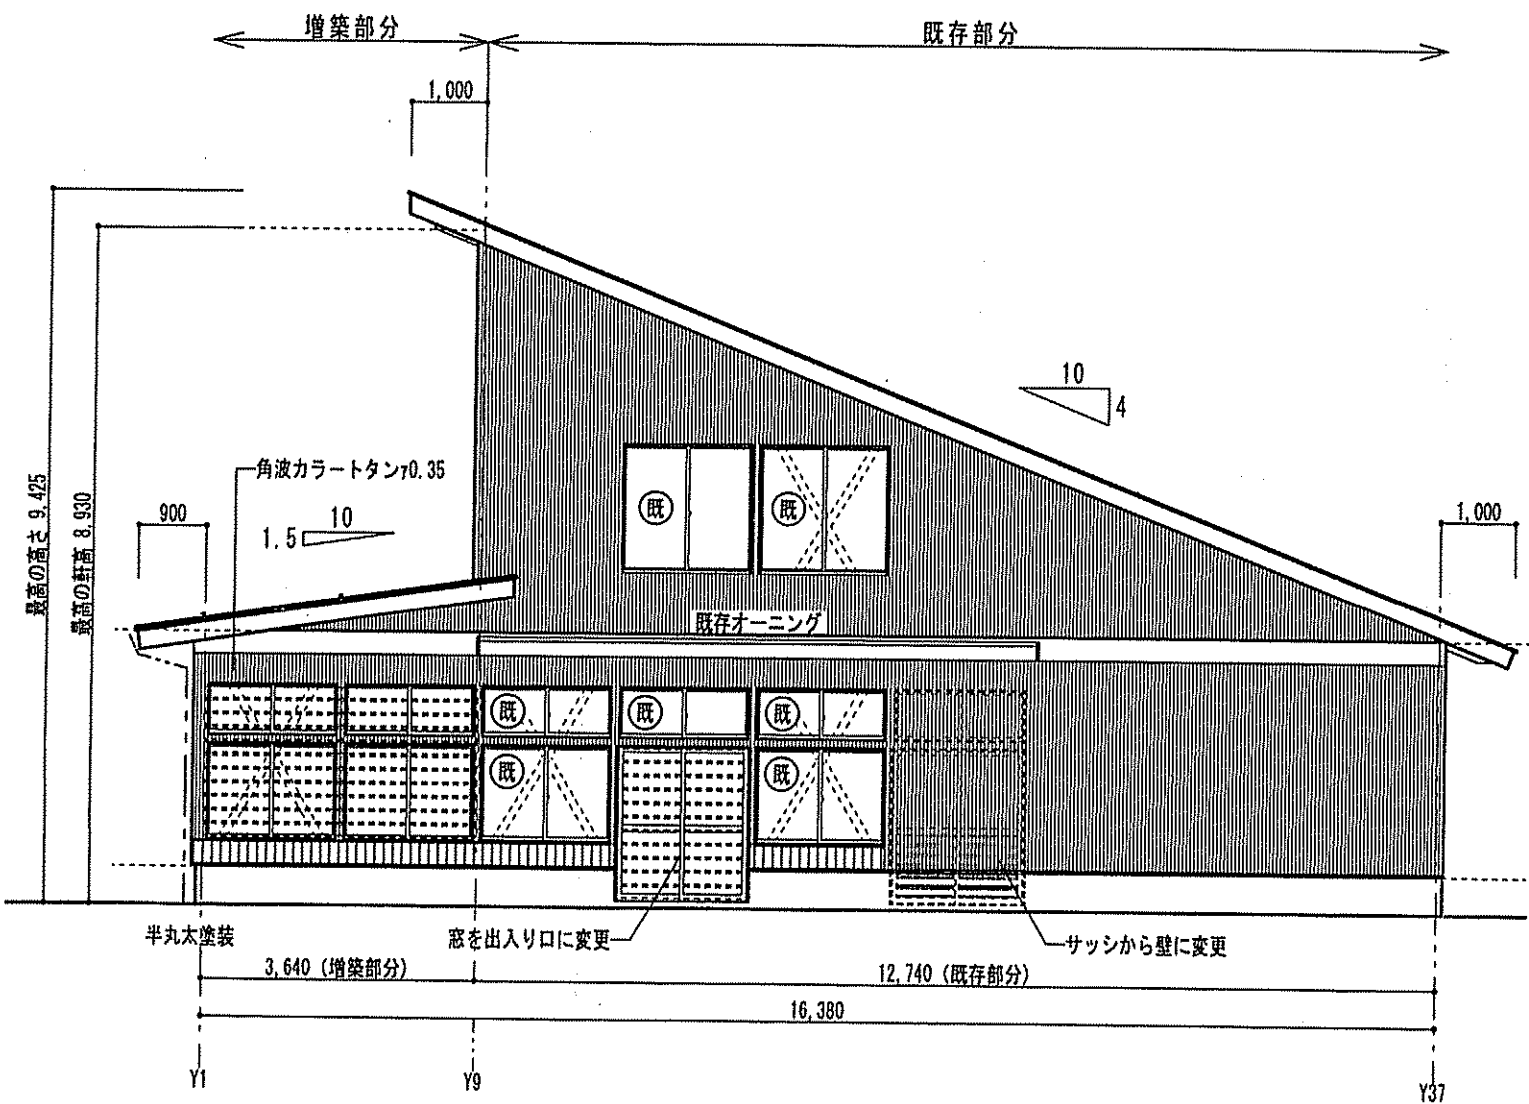 増築部分
既存部分
1,000
最高の高さ 9.425
最高の軒高 8.930
10
4
角波カラートタンァ0.35
900
1.5
10
1,000
既
既
既存オーニング
既
既
既
既
既
半丸太塗装
窓を出入り口に変更
サッシから壁に変更
3,640 (増築部分)
12,740 (既存部分)
16,380
Y1
Y9
Y37